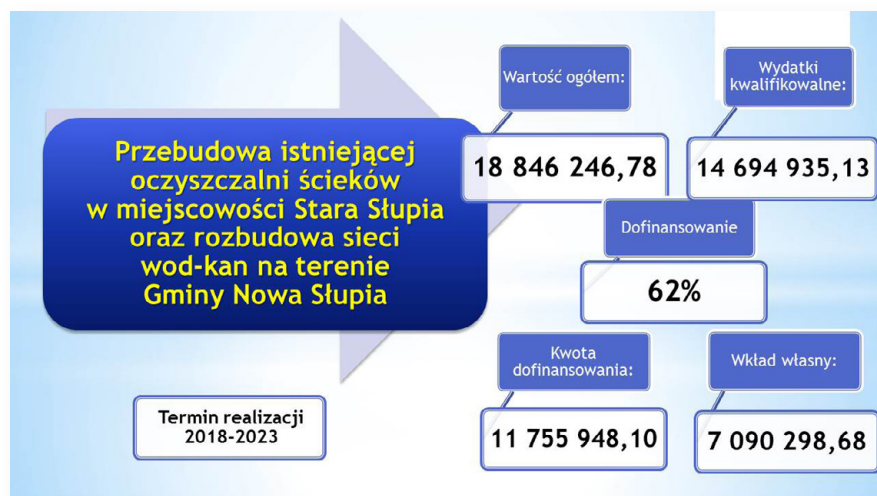 Przebudowa istniejącej
oczyszczalni ścieków
w miejscowości Stara Słupia
oraz rozbudowa sieci
wod-kan na terenie
Gminy Nowa Słupia
Termin realizacji
2018-2023
Wartość ogółem:
18 846 246,78
Wydatki
kwalifikowalne:
14 694 935,13
Dofinansowanie
62%
Kwota
dofinansowania:
11 755 948,10
Wkład własny:
7 090 298,68